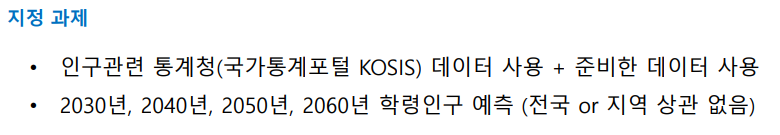 지정 과제
• 인구관련 통계청(국가통계포털 KOSIS) 데이터 사용 + 준비한 데이터 사용
• 2030년, 2040년, 2050년, 2060년 학령인구 예측 (전국 or 지역 상관 없음)